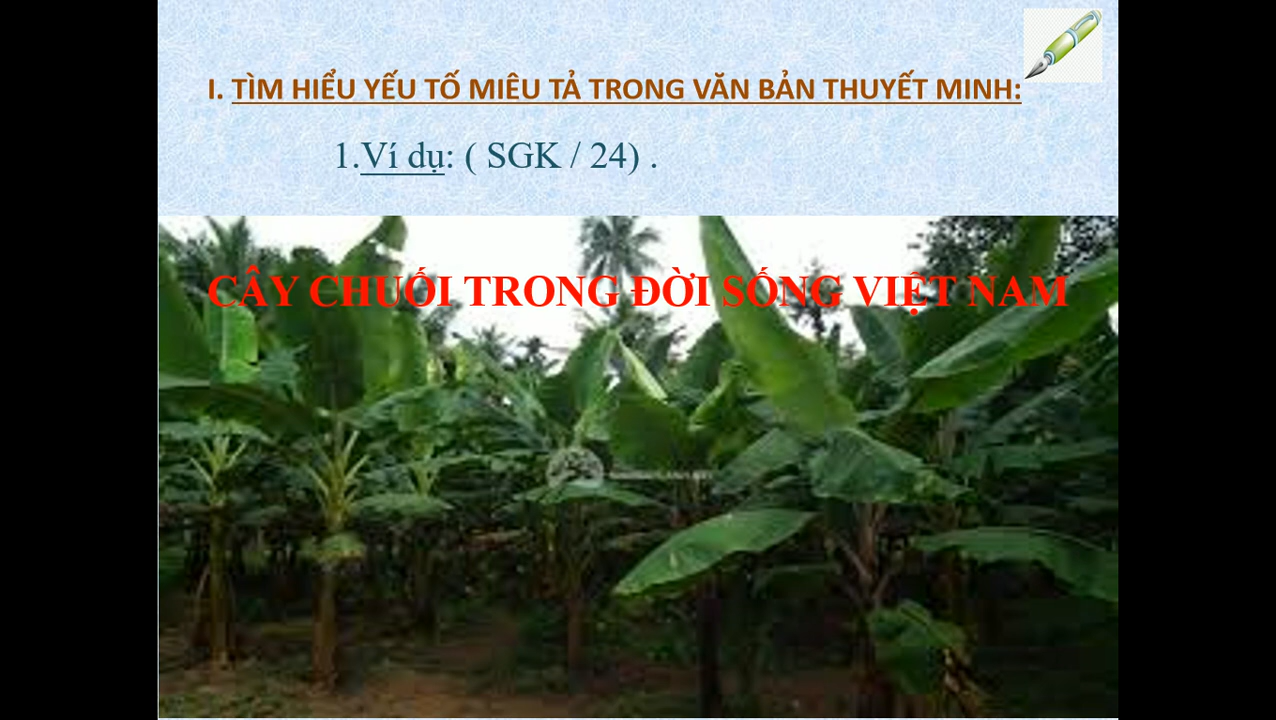 I. TÌM HIỂU YẾU TỐ MIÊU TẢ TRONG VĂN BẢN THUYẾT MINH:
1.Ví dụ: ( SGK / 24) .
CÂY CHUỐI TRONG ĐỜI SỐNG VIỆT NAM